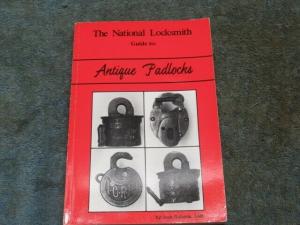 The National Locksmith
Guide to:
Antique Padlocks